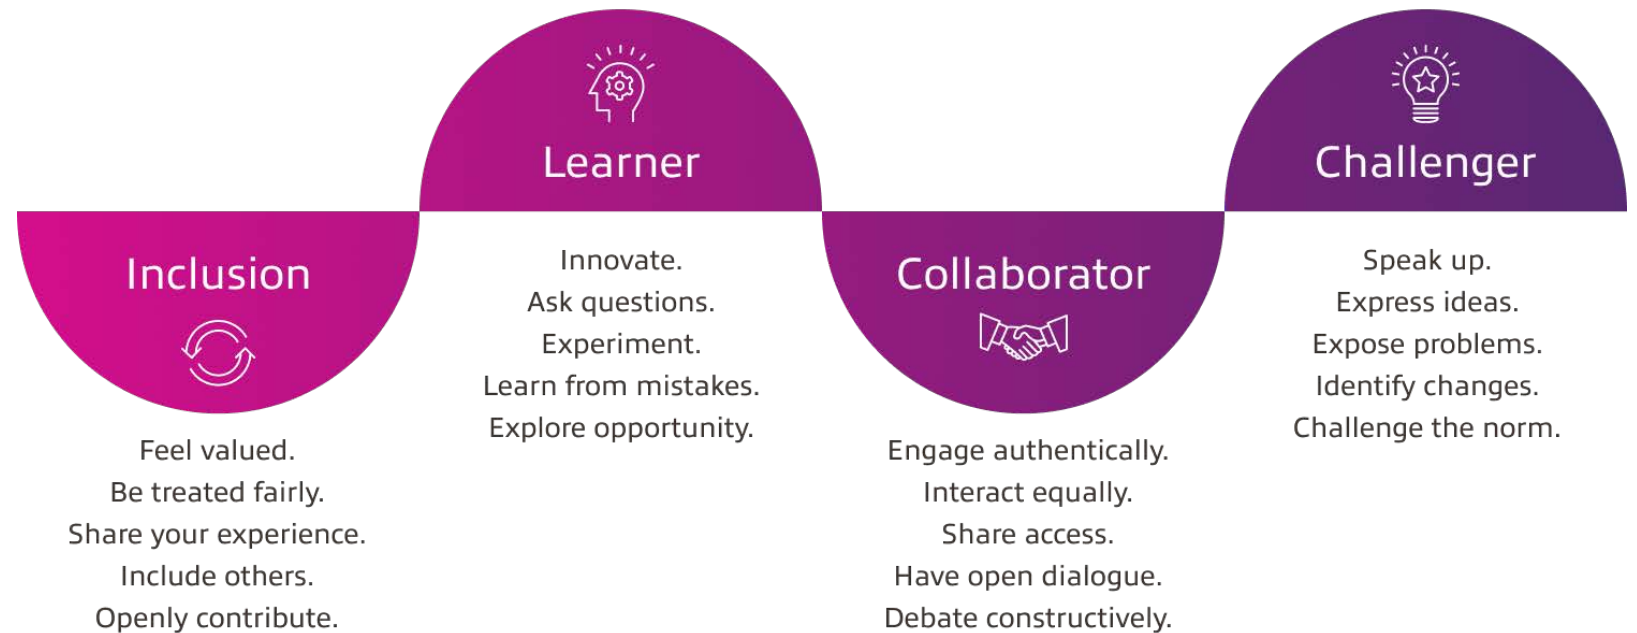 Inclusion
Feel valued.
Be treated fairly.
Share your experience.
Include others.
Openly contribute.
Learner
Innovate.
Ask questions.
Experiment.
Learn from mistakes.
Explore opportunity.
Collaborator
Engage authentically.
Interact equally.
Share access.
Have open dialogue.
Debate constructively.
Challenger
Speak up.
Express ideas.
Expose problems.
Identify changes.
Challenge the norm.